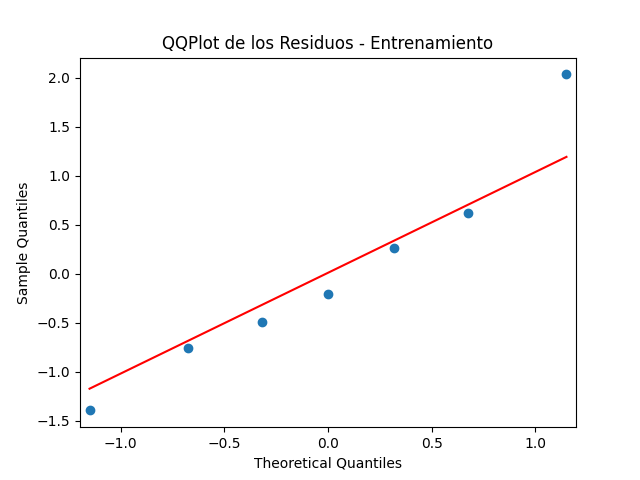 QQPlot de los Residuos - Entrenamiento
2.0
1.5
1.0
0.5
0.0
−0.5
−1.0
−1.5
Sample Quantiles
−1.0 −0.5 0.0 0.5 1.0
Theoretical Quantiles